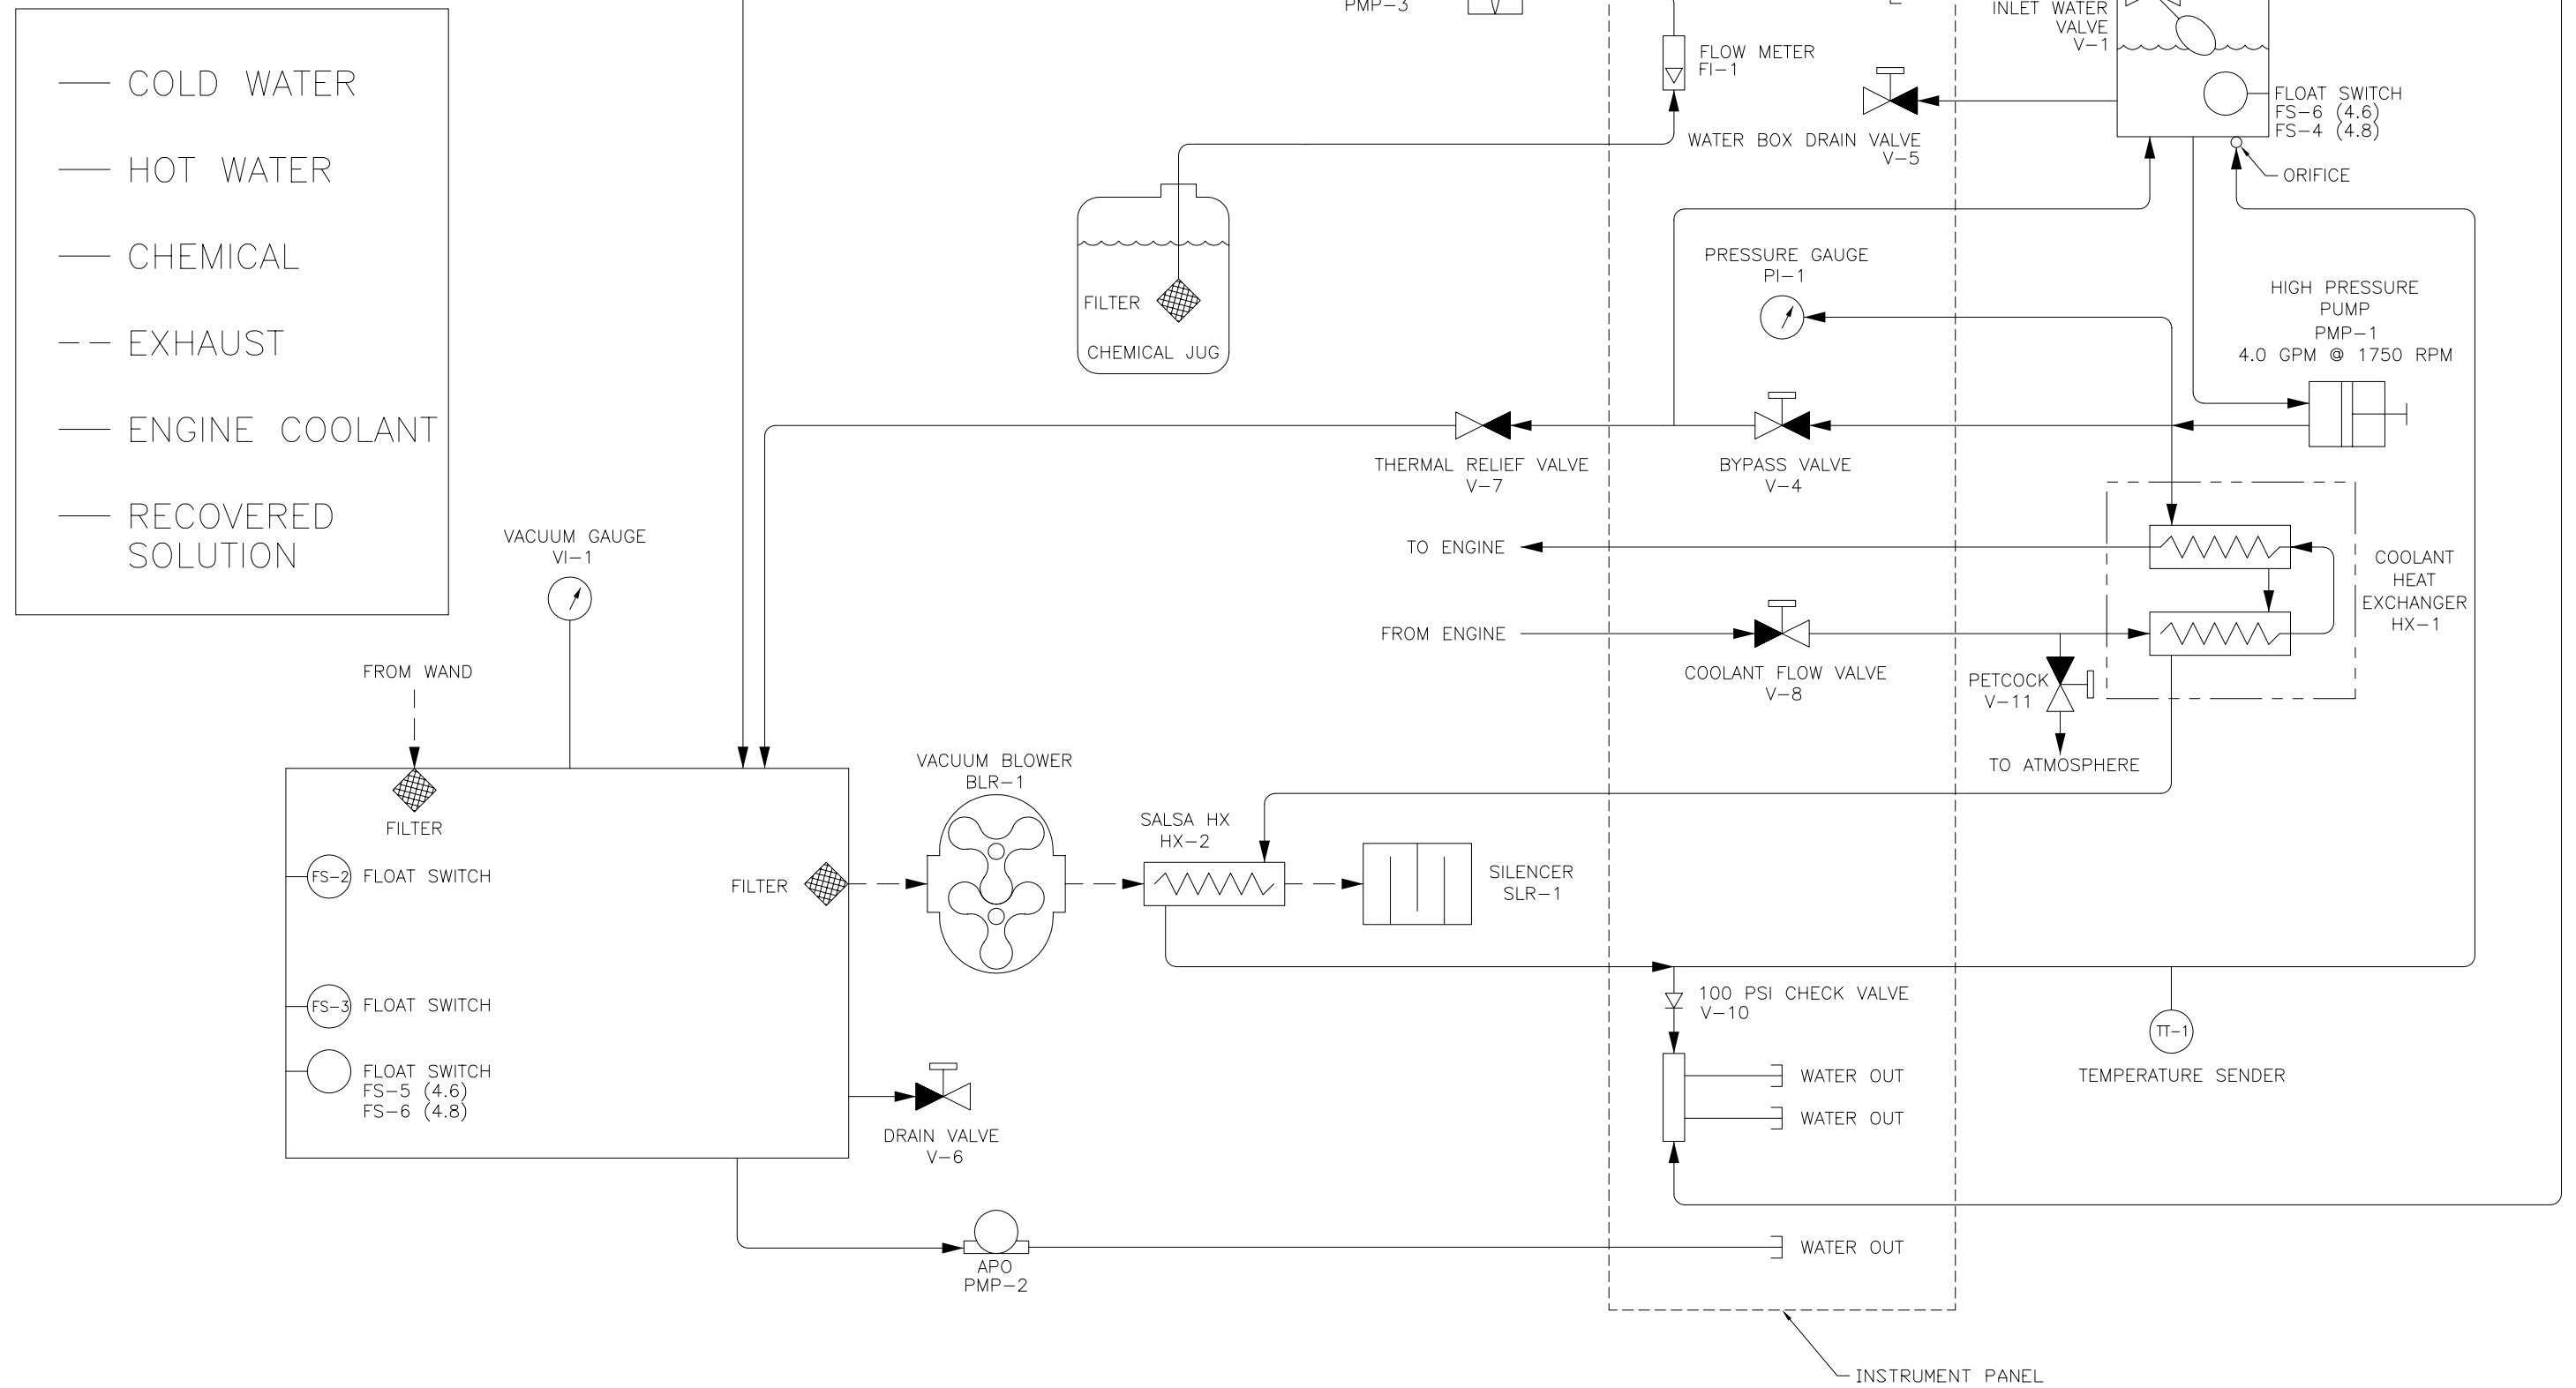 COLD WATER
HOT WATER
CHEMICAL
EXHAUST
ENGINE COOLANT
RECOVERED
SOLUTION
PMP-3
FLOW METER
FI-1
INLET WATER
VALVE
V-1
FLOAT SWITCH
FS-6 (4.6)
FS-4 (4.8)
WATER BOX DRAIN VALVE
V-5
ORIFICE
FILTER
CHEMICAL JUG
PRESSURE GAUGE
PI-1
HIGH PRESSURE
PUMP
PMP-1
4.0 GPM @ 1750 RPM
THERMAL RELIEF VALVE
V-7
BYPASS VALVE
V-4
TO ENGINE
FROM ENGINE
COOLANT FLOW VALVE
V-8
COOLANT
HEAT
EXCHANGER
HX-1
PETCOCK
V-11
TO ATMOSPHERE
VACUUM GAUGE
VI-1
FROM WAND
FILTER
FS-2 FLOAT SWITCH
FILTER
FS-3 FLOAT SWITCH
FLOAT SWITCH
FS-5 (4.6)
FS-6 (4.8)
VACUUM BLOWER
BLR-1
SALSA HX
HX-2
SILENCER
SLR-1
DRAIN VALVE
V-6
100 PSI CHECK VALVE
V-10
WATER OUT
WATER OUT
TT-1
TEMPERATURE SENDER
APO
PMP-2
WATER OUT
INSTRUMENT PANEL